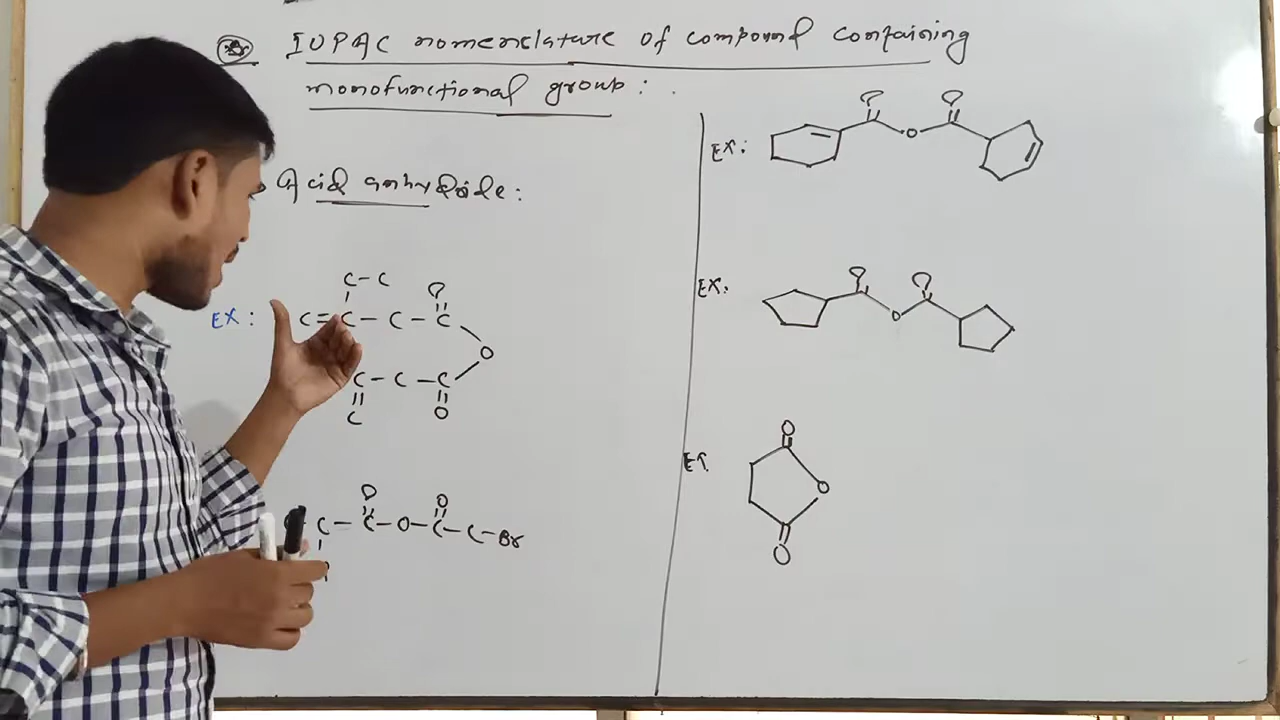 IUPAC nomenclature of compound containing
monofunctional group :
Acid anhydride :
C - C
O
EX : C = C - C - C
O
C - C - C
C O
O O
C - C - O - C - C - Br
EX :
O O
O
EX.
O O
O
EX.
O
O
O